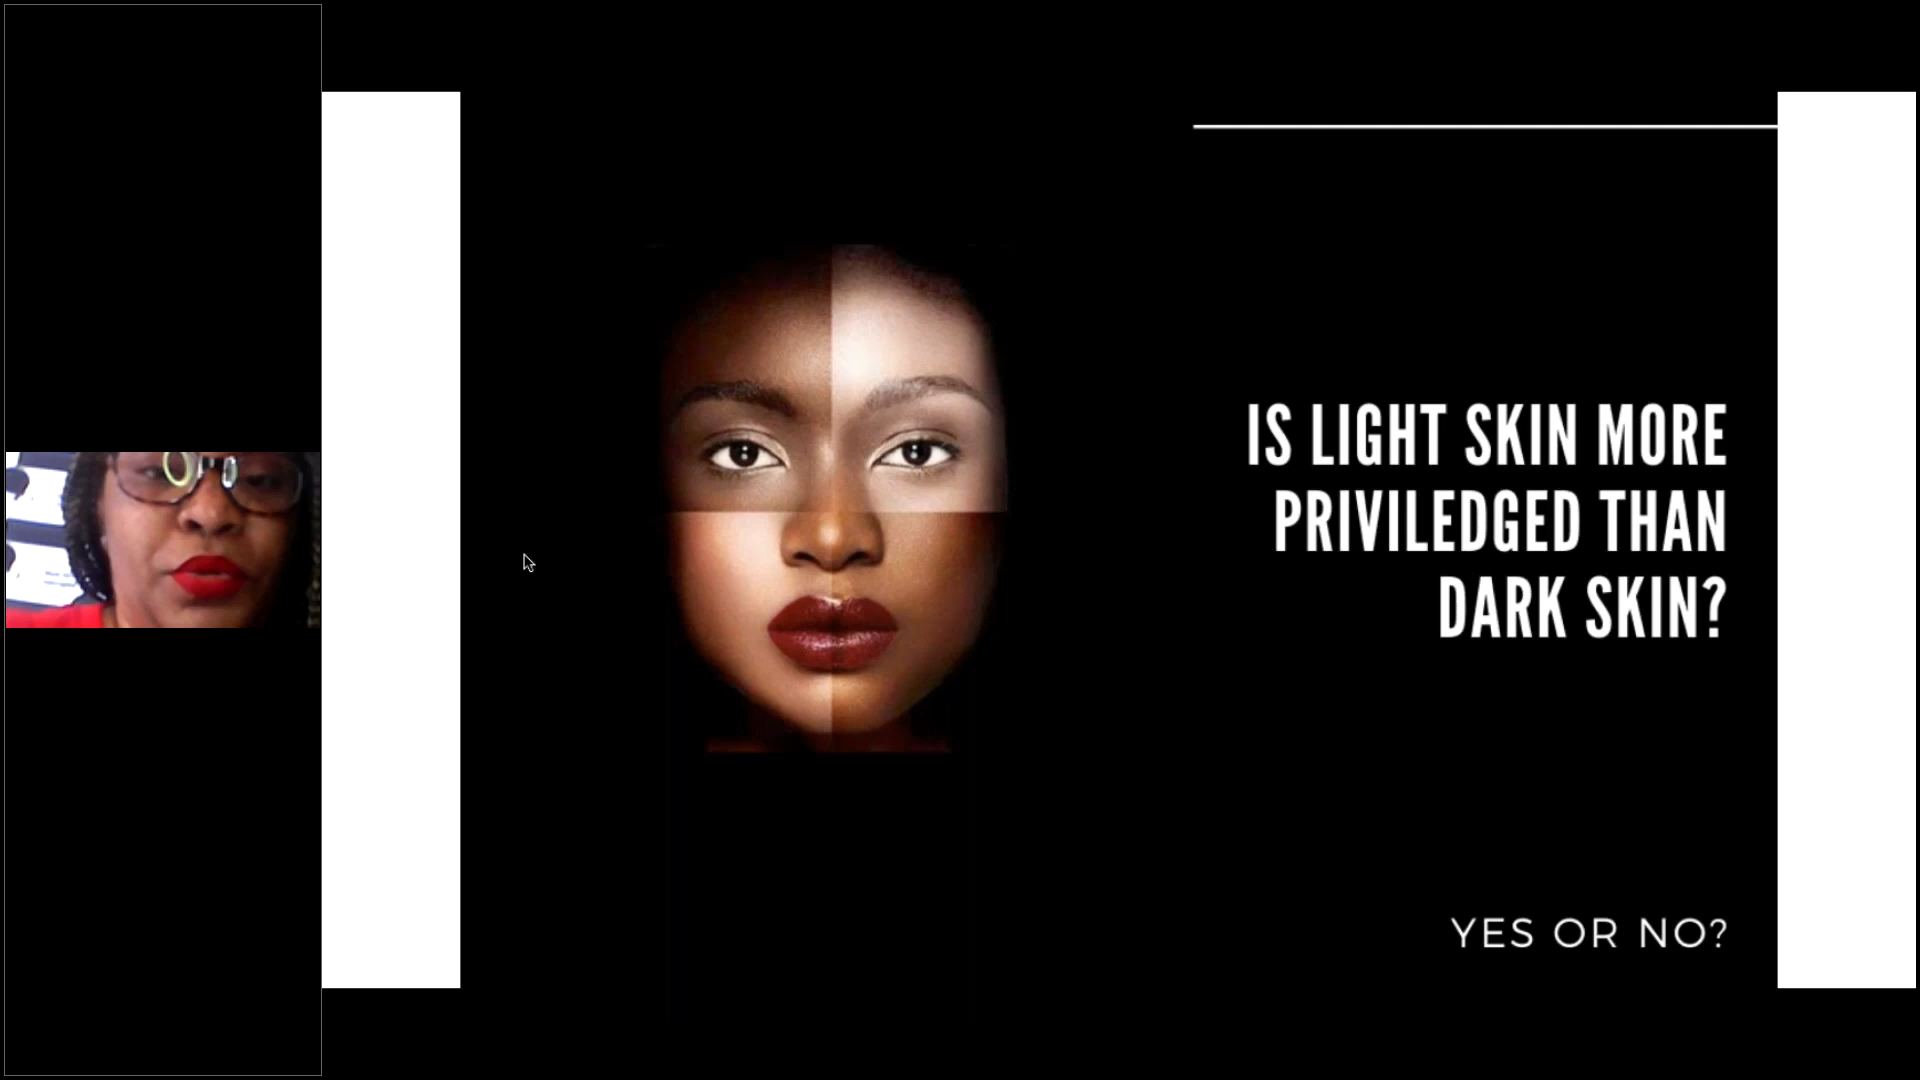 IS LIGHT SKIN MORE
PRIVILEDGED THAN
DARK SKIN?
YES OR NO?